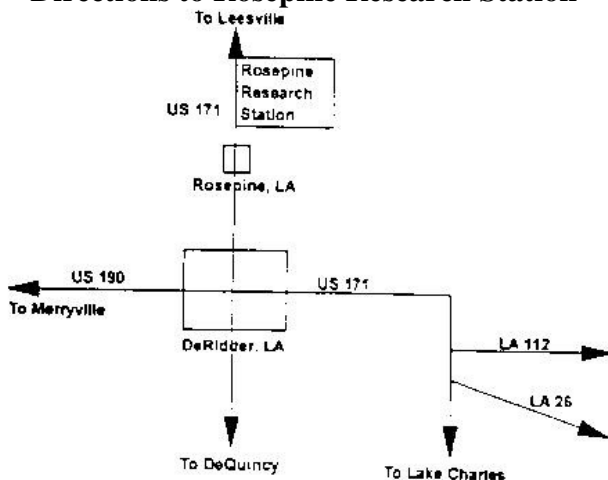 Directions to Rosepine Research Station
To Leesville
Rosepine
Research
Station
US 171
Rosepine, LA
US 190
US 171
To Merryville
DeRidder, LA
LA 112
LA 26
To DeQuincy
To Lake Charles